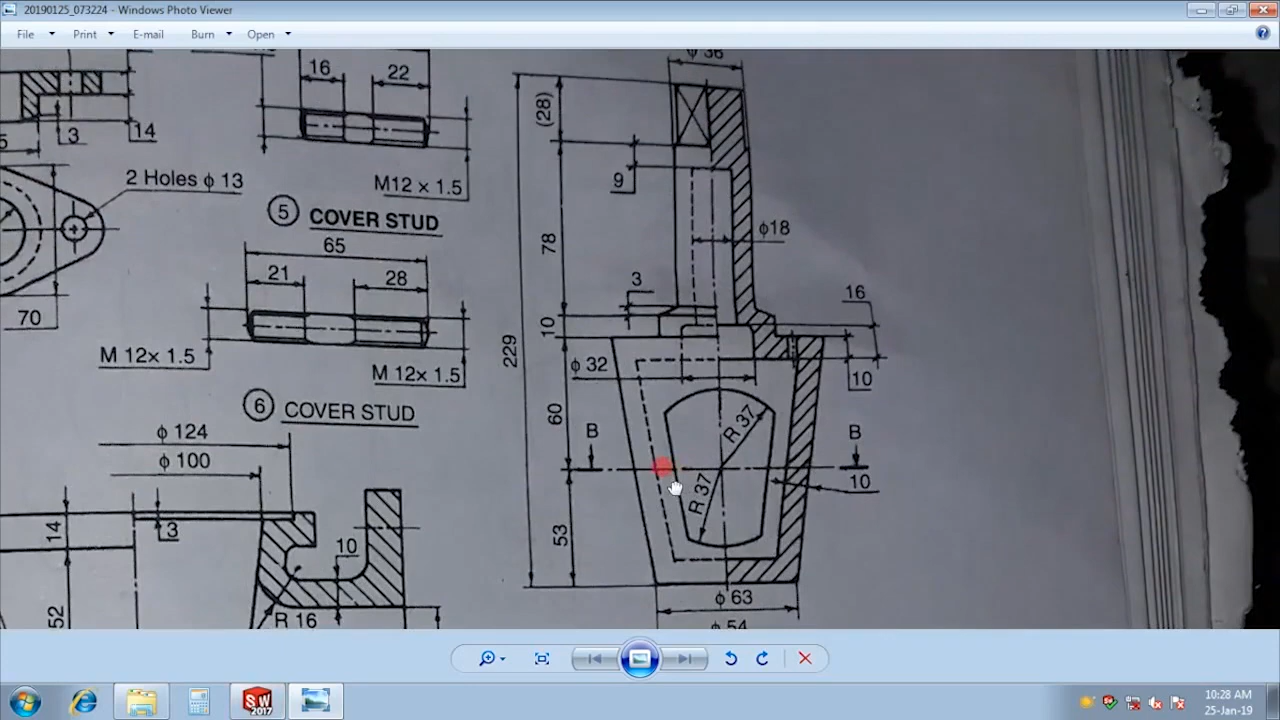 20190125_073224 - Windows Photo Viewer
File Print E-mail Burn Open
ϕ 36
16 22
(28)
3 14
M12 × 1.5
9
2 Holes ϕ 13
5 COVER STUD
ϕ18
65
78
21 28
3
16
70
10
M 12× 1.5
229
M 12× 1.5
ϕ 32
10
6 COVER STUD
60
R 37
ϕ 124
B B
ϕ 100
10
R 37
14
3
10
53
52
R 16
ϕ 63
ϕ 54
SW
2017
10:28 AM
25-Jan-19